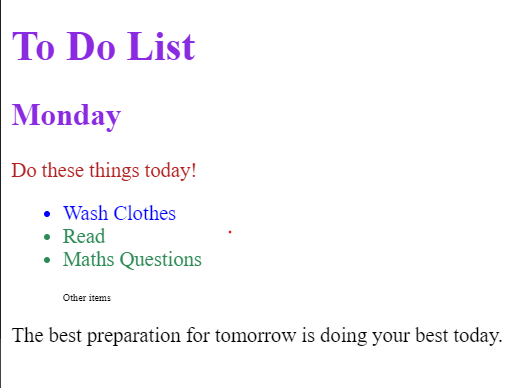 To Do List
Monday
Do these things today!
Wash Clothes
Read
Maths Questions
Other items
The best preparation for tomorrow is doing your best today.